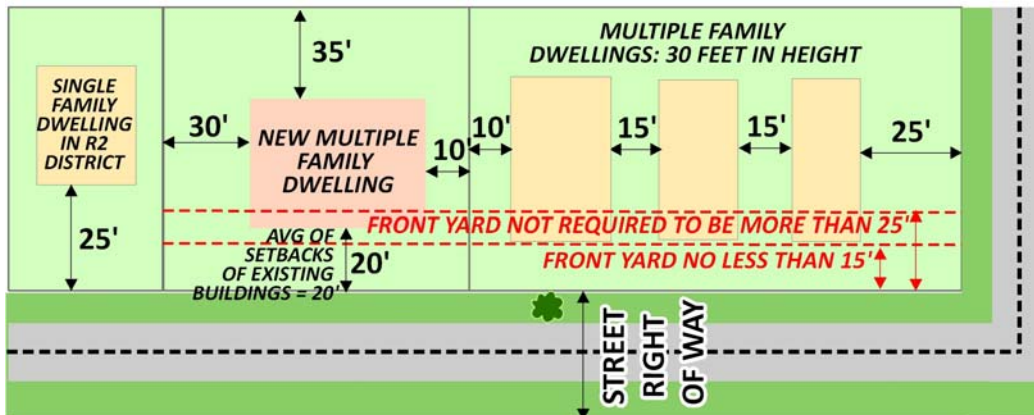 SINGLE
FAMILY
DWELLING
IN R2
DISTRICT
25'
35'
30'
NEW MULTIPLE
FAMILY
DWELLING
10'
AVG OF
SETBACKS
OF EXISTING
BUILDINGS = 20'
20'
MULTIPLE FAMILY
DWELLINGS: 30 FEET IN HEIGHT
10'
15'
15'
25'
FRONT YARD NOT REQUIRED TO BE MORE THAN 25'
FRONT YARD NO LESS THAN 15'
STREET
RIGHT
OF WAY